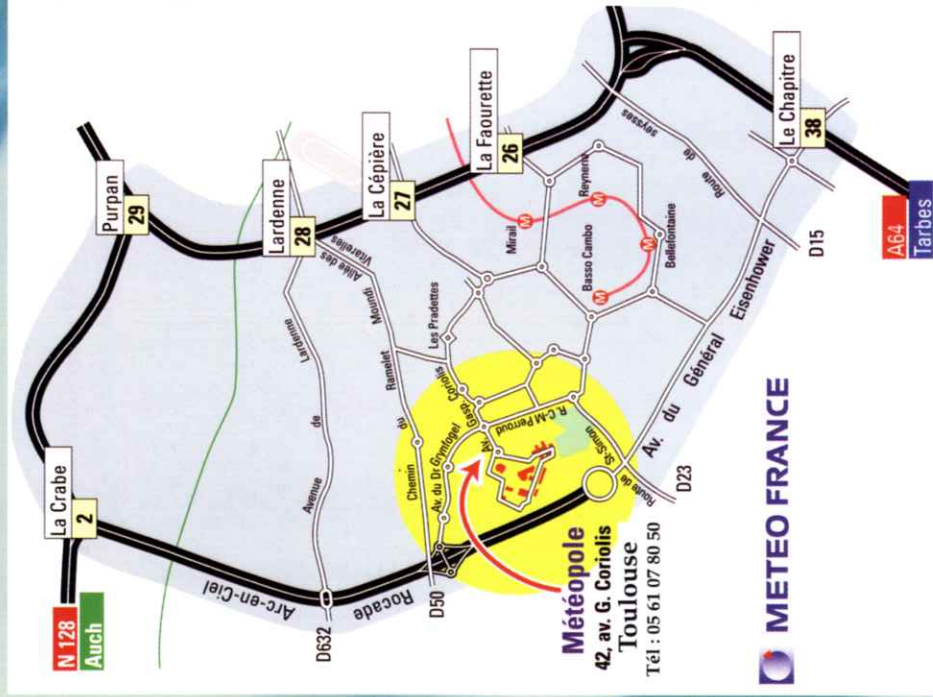 N 128
Auch
La Crabe
2
Purpan
29
Lardenne
28
La Cépière
27
La Faourette
26
Le Chapitre
38
A64
Tarbes
Rocade Arc-en-Ciel
D632
Avenue de Lardenne
Allée des Vitarelles
D50
Chemin du Ramelet Moundi
Les Pradettes
Av. du Dr Grynfogel
Av. Gasp. Coriolis
R. C-M Perroud
Mirail
M
Reynerie
M
Basso Cambo
M
Bellefontaine
M
Route de Seysses
Route de St-Simon
D23
Av. du Général Eisenhower
D15
Météopole
42, av. G. Coriolis
Toulouse
Tél : 05 61 07 80 50
METEO FRANCE